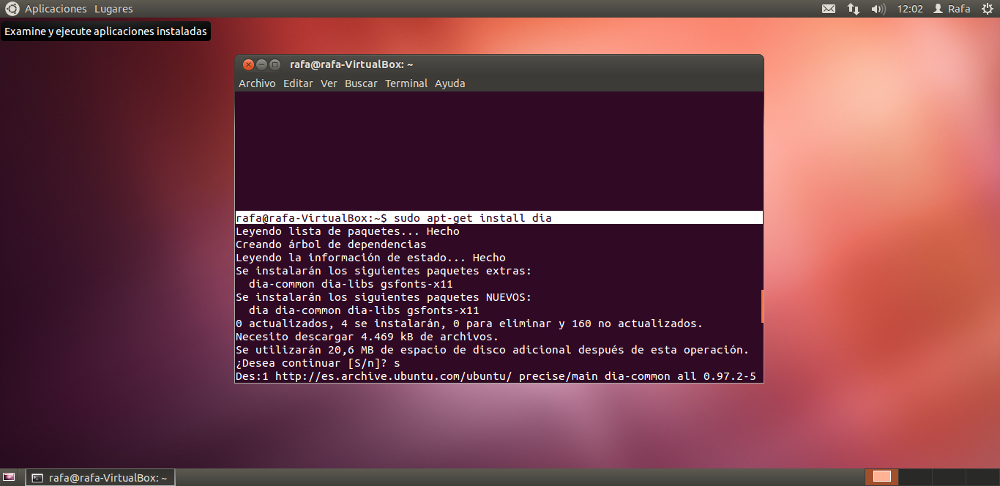 Aplicaciones Lugares 12:02 Rafa
Examine y ejecute aplicaciones instaladas
rafa@rafa-VirtualBox: ~
Archivo Editar Ver Buscar Terminal Ayuda
rafa@rafa-VirtualBox:~$ sudo apt-get install dia
Leyendo lista de paquetes... Hecho
Creando árbol de dependencias
Leyendo la información de estado... Hecho
Se instalarán los siguientes paquetes extras:
  dia-common dia-libs gsfonts-x11
Se instalarán los siguientes paquetes NUEVOS:
  dia dia-common dia-libs gsfonts-x11
0 actualizados, 4 se instalarán, 0 para eliminar y 160 no actualizados.
Necesito descargar 4.469 kB de archivos.
Se utilizarán 20,6 MB de espacio de disco adicional después de esta operación.
¿Desea continuar [S/n]? s
Des:1 http://es.archive.ubuntu.com/ubuntu/ precise/main dia-common all 0.97.2-5
rafa@rafa-VirtualBox: ~